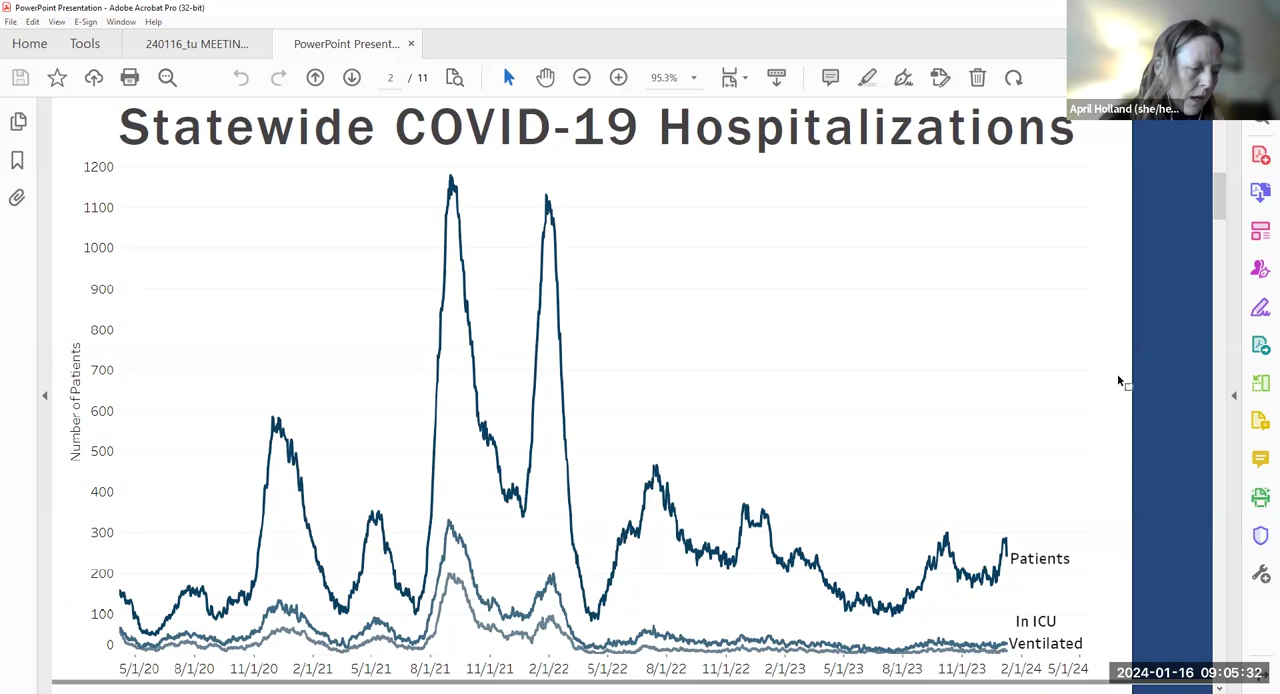 PowerPoint Presentation - Adobe Acrobat Pro (32-bit)
File Edit View E-Sign Window Help
Home Tools 240116_tu MEETIN... PowerPoint Present... ×
2 / 11 95.3%
April Holland (she/he...
Statewide COVID-19 Hospitalizations
Number of Patients
1200
1100
1000
900
800
700
600
500
400
300
200
100
0
Patients
In ICU
Ventilated
5/1/20 8/1/20 11/1/20 2/1/21 5/1/21 8/1/21 11/1/21 2/1/22 5/1/22 8/1/22 11/1/22 2/1/23 5/1/23 8/1/23 11/1/23 2/1/24 5/1/24
2024-01-16 09:05:32